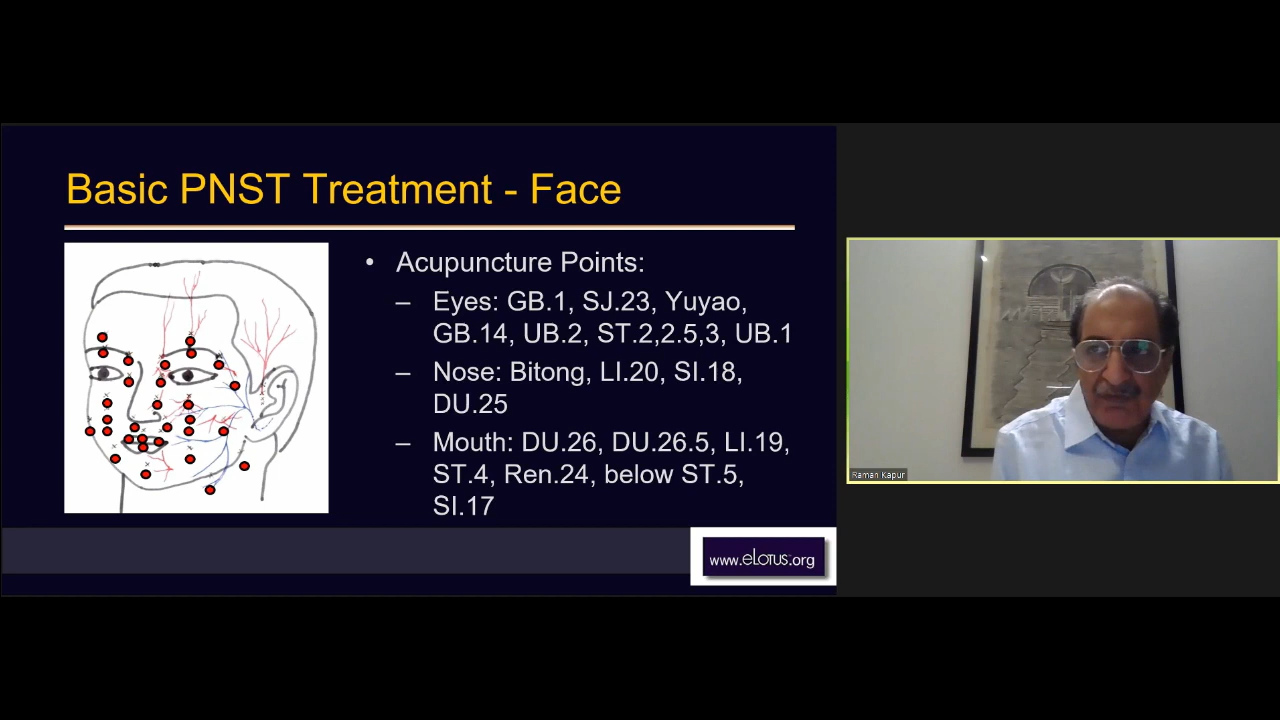 Basic PNST Treatment - Face
• Acupuncture Points:
– Eyes: GB.1, SJ.23, Yuyao,
GB.14, UB.2, ST.2,2.5,3, UB.1
– Nose: Bitong, LI.20, SI.18,
DU.25
– Mouth: DU.26, DU.26.5, LI.19,
ST.4, Ren.24, below ST.5,
SI.17
www.eLOTUS.org
Raman Kapur